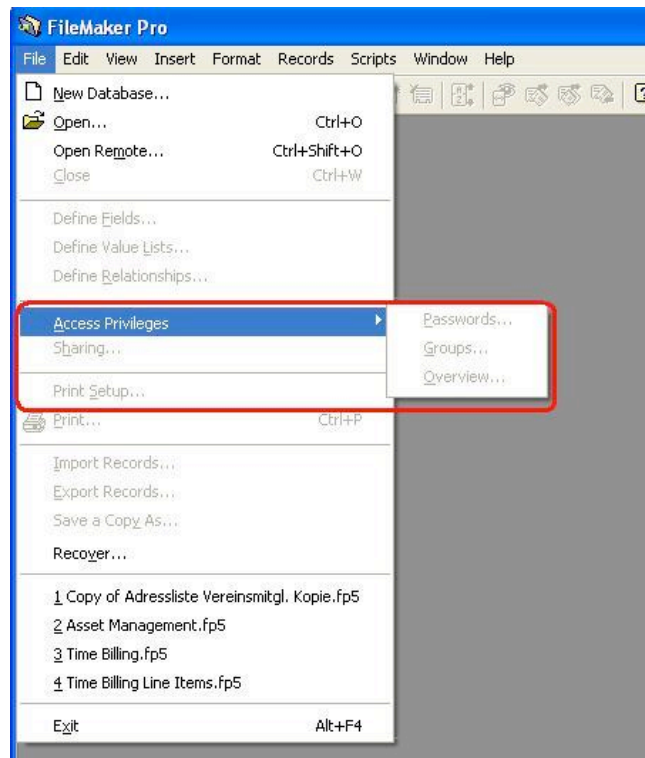 FileMaker Pro
File Edit View Insert Format Records Scripts Window Help
New Database...
Open... Ctrl+O
Open Remote... Ctrl+Shift+O
Close Ctrl+W
Define Fields...
Define Value Lists...
Define Relationships...
Access Privileges
Passwords...
Sharing...
Groups...
Overview...
Print Setup...
Print... Ctrl+P
Import Records...
Export Records...
Save a Copy As...
Recover...
1 Copy of Adressliste Vereinsmitgl. Kopie.fp5
2 Asset Management.fp5
3 Time Billing.fp5
4 Time Billing Line Items.fp5
Exit Alt+F4